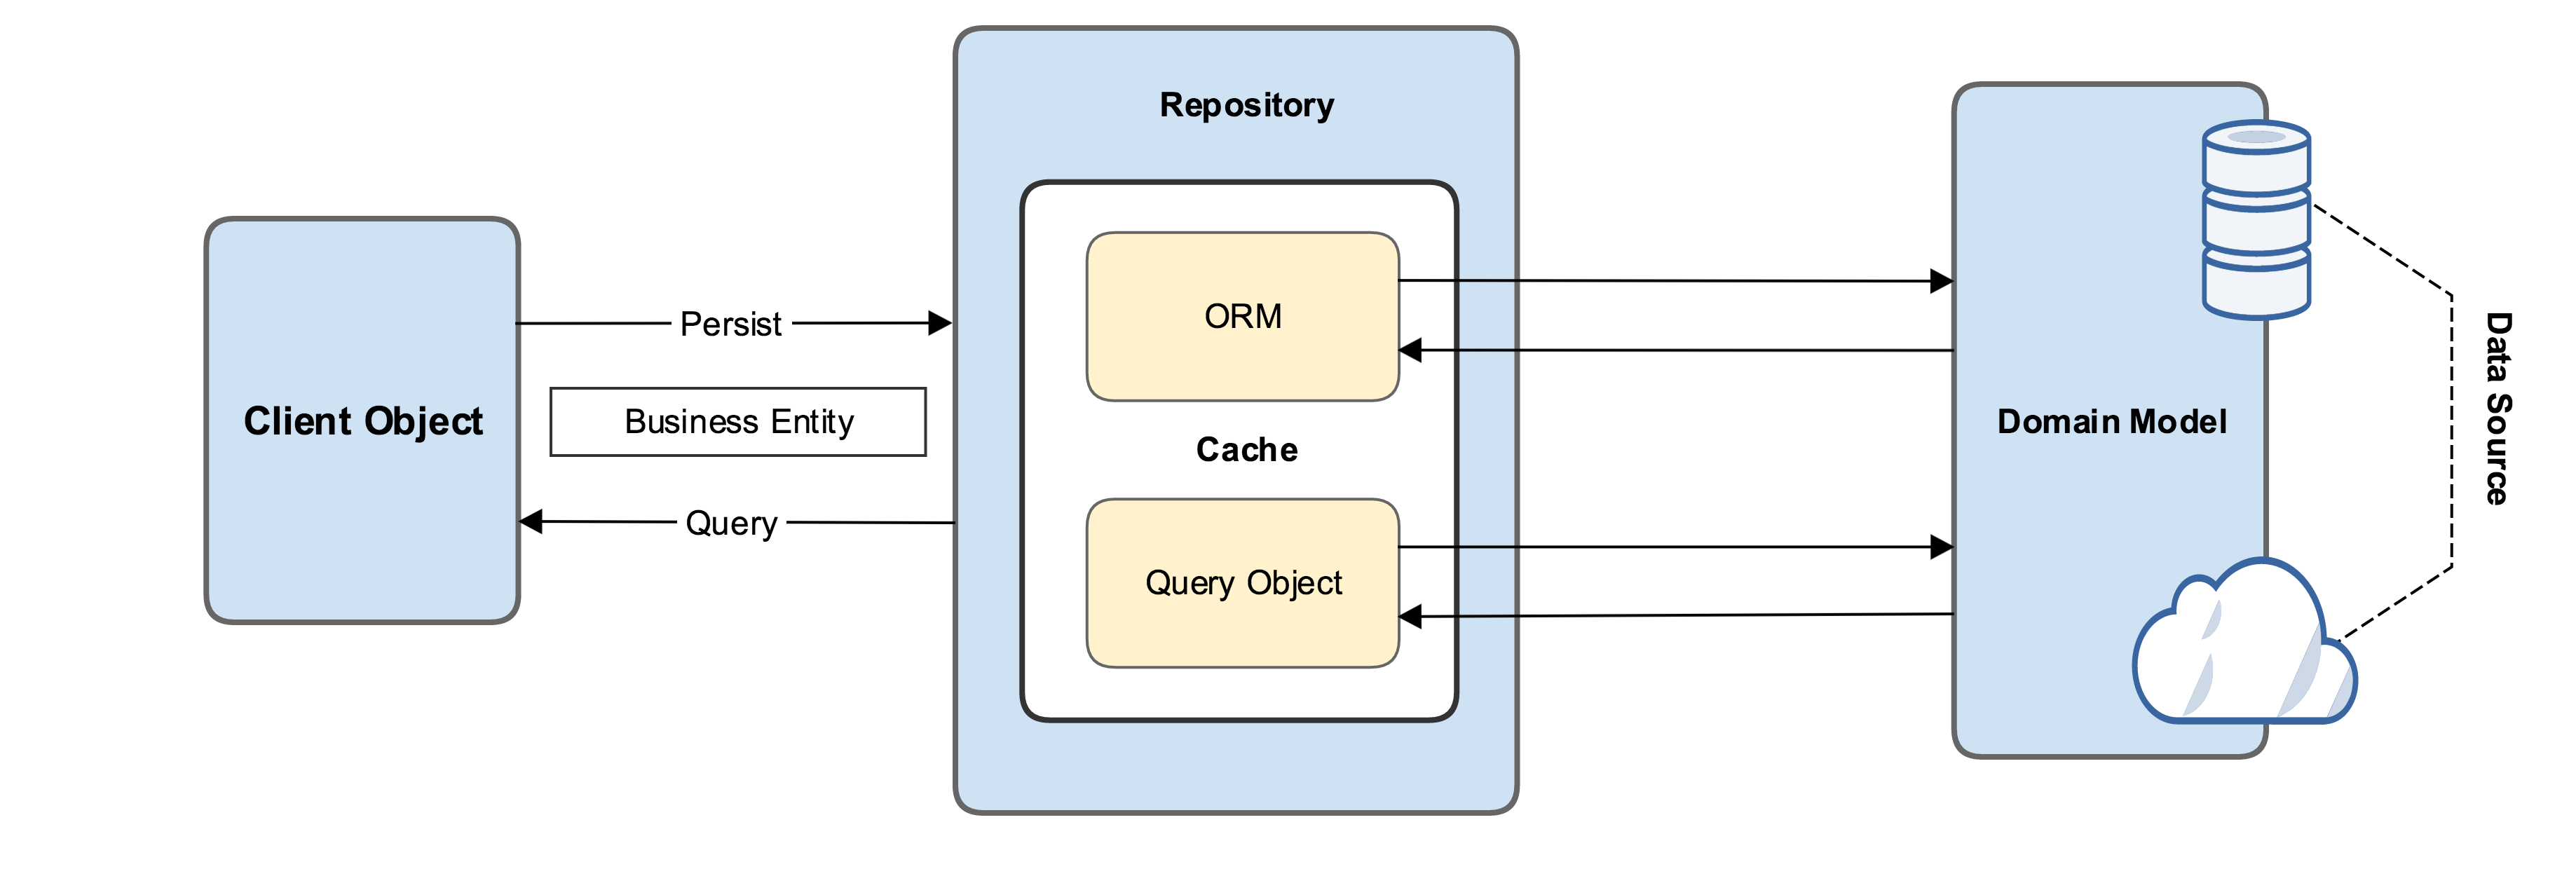 Repository
Client Object
Persist
Business Entity
Query
ORM
Cache
Query Object
Domain Model
Data Source